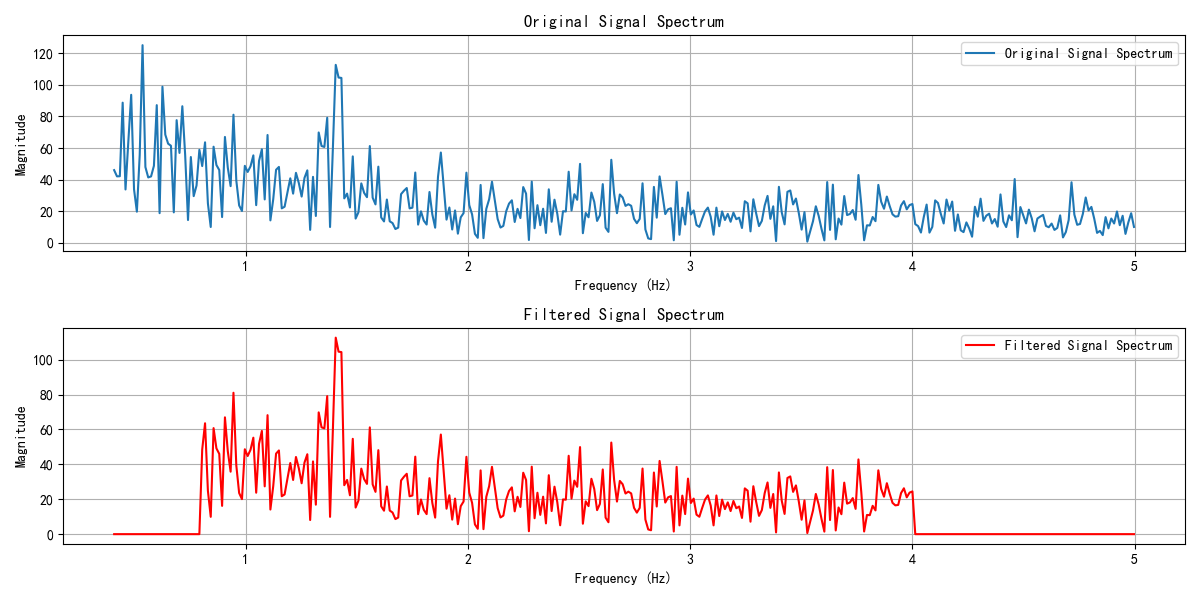 Original Signal Spectrum
120
100
80
60
40
20
0
Magnitude
Original Signal Spectrum
1
2
3
4
5
Frequency (Hz)
Filtered Signal Spectrum
100
80
60
40
20
0
Magnitude
Filtered Signal Spectrum
1
2
3
4
5
Frequency (Hz)